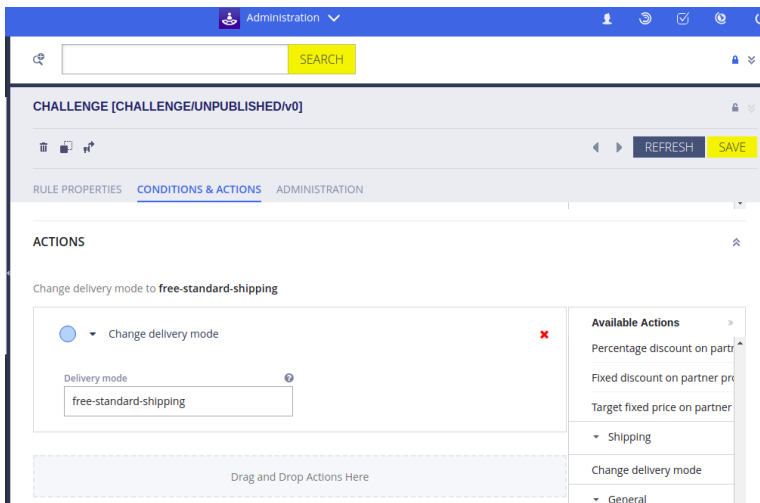 Administration
SEARCH
CHALLENGE [CHALLENGE/UNPUBLISHED/v0]
REFRESH SAVE
RULE PROPERTIES CONDITIONS & ACTIONS ADMINISTRATION
ACTIONS
Change delivery mode to free-standard-shipping
Change delivery mode
Delivery mode
free-standard-shipping
Drag and Drop Actions Here
Available Actions
Percentage discount on partn
Fixed discount on partner pro
Target fixed price on partner
Shipping
Change delivery mode
General